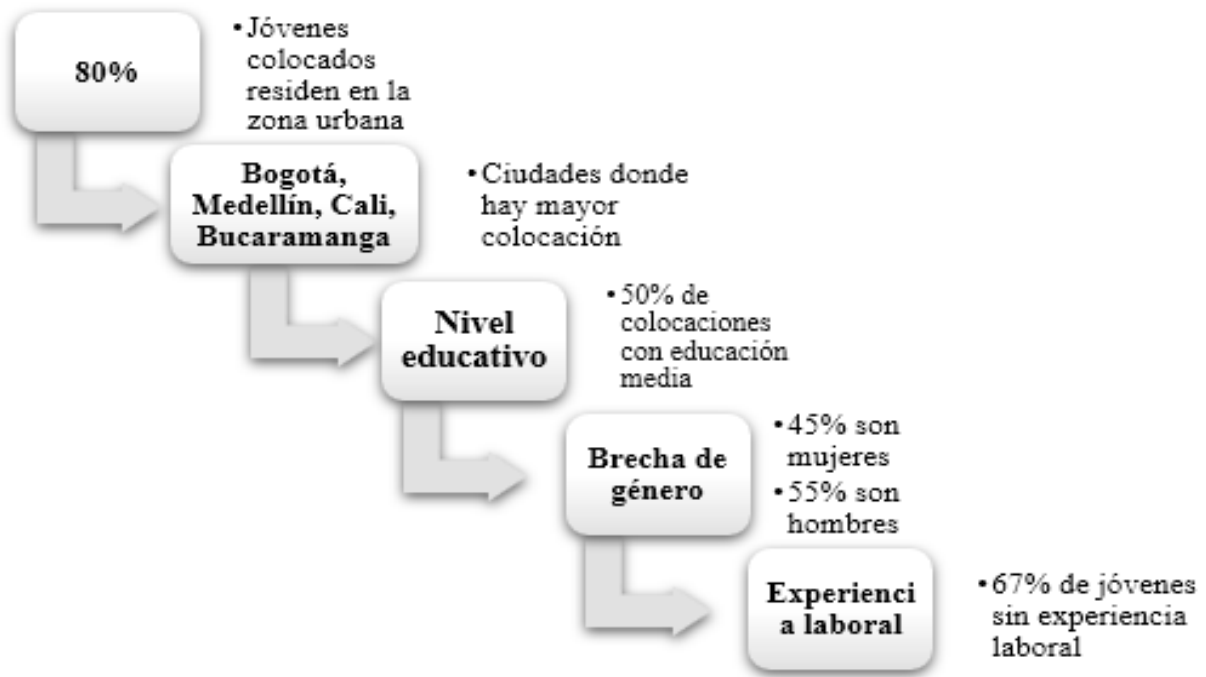 80%
• Jóvenes
colocados
residen en la
zona urbana
Bogotá,
Medellín, Cali,
Bucaramanga
• Ciudades donde
hay mayor
colocación
Nivel
educativo
• 50% de
colocaciones
con educación
media
Brecha de
género
• 45% son
mujeres
• 55% son
hombres
Experienci
a laboral
• 67% de jóvenes
sin experiencia
laboral